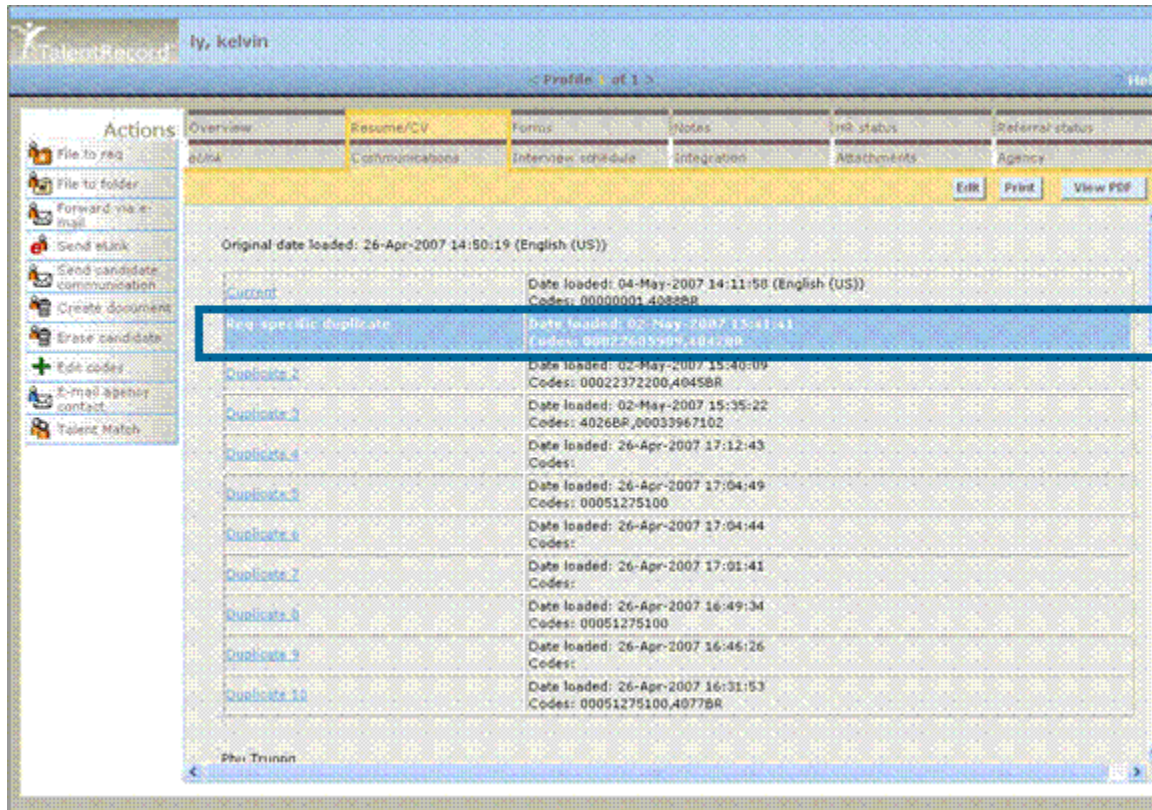 TalentRecord
ly, kelvin
< Profile 1 of 1 >
Hel
Actions
File to req
File to folder
Forward via e-
mail
Send eLink
Send candidate
communication
Create document
Erase candidate
Edit codes
E-mail agency
contact
Talent Match
Overview Resume/CV Forms Notes HR status Referral status
eLink Communications Interview schedule Integration Attachments Agency
Edit Print View PDF
Original date loaded: 26-Apr-2007 14:50:19 (English (US))
Current Date loaded: 04-May-2007 14:11:58 (English (US))
Codes: 00000001,4088BR
Req-specific duplicate Date loaded: 02-May-2007 15:41:41
Codes: 00022605909,4042BR
Duplicate 2 Date loaded: 02-May-2007 15:40:09
Codes: 00022372200,4045BR
Duplicate 3 Date loaded: 02-May-2007 15:35:22
Codes: 4026BR,00033967102
Duplicate 4 Date loaded: 26-Apr-2007 17:12:43
Codes:
Duplicate 5 Date loaded: 26-Apr-2007 17:04:49
Codes: 00051275100
Duplicate 6 Date loaded: 26-Apr-2007 17:04:44
Codes:
Duplicate 7 Date loaded: 26-Apr-2007 17:01:41
Codes:
Duplicate 8 Date loaded: 26-Apr-2007 16:49:34
Codes: 00051275100
Duplicate 9 Date loaded: 26-Apr-2007 16:46:26
Codes:
Duplicate 10 Date loaded: 26-Apr-2007 16:31:53
Codes: 00051275100,4077BR
Phu Truong